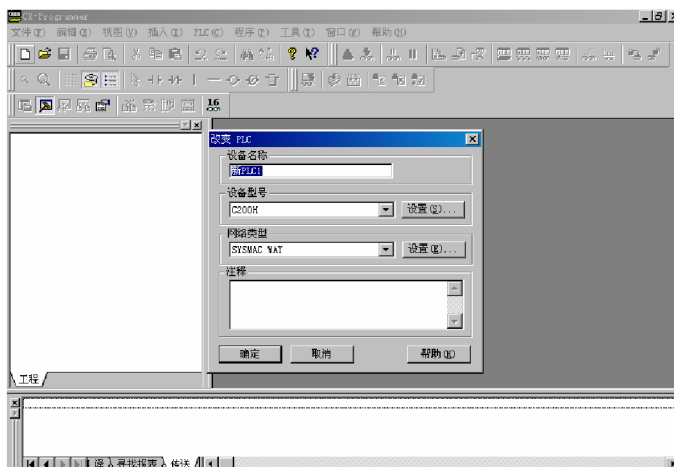 CX-Programmer
文件(F) 编辑(E) 视图(V) 插入(I) PLC(C) 程序(P) 工具(T) 窗口(W) 帮助(H)
16
改变 PLC
设备名称
新PLC1
设备型号
C200H
设置(S)...
网络类型
SYSMAC WAY
设置(E)...
注释
确定 取消 帮助(H)
工程
译 寻找报表 传送